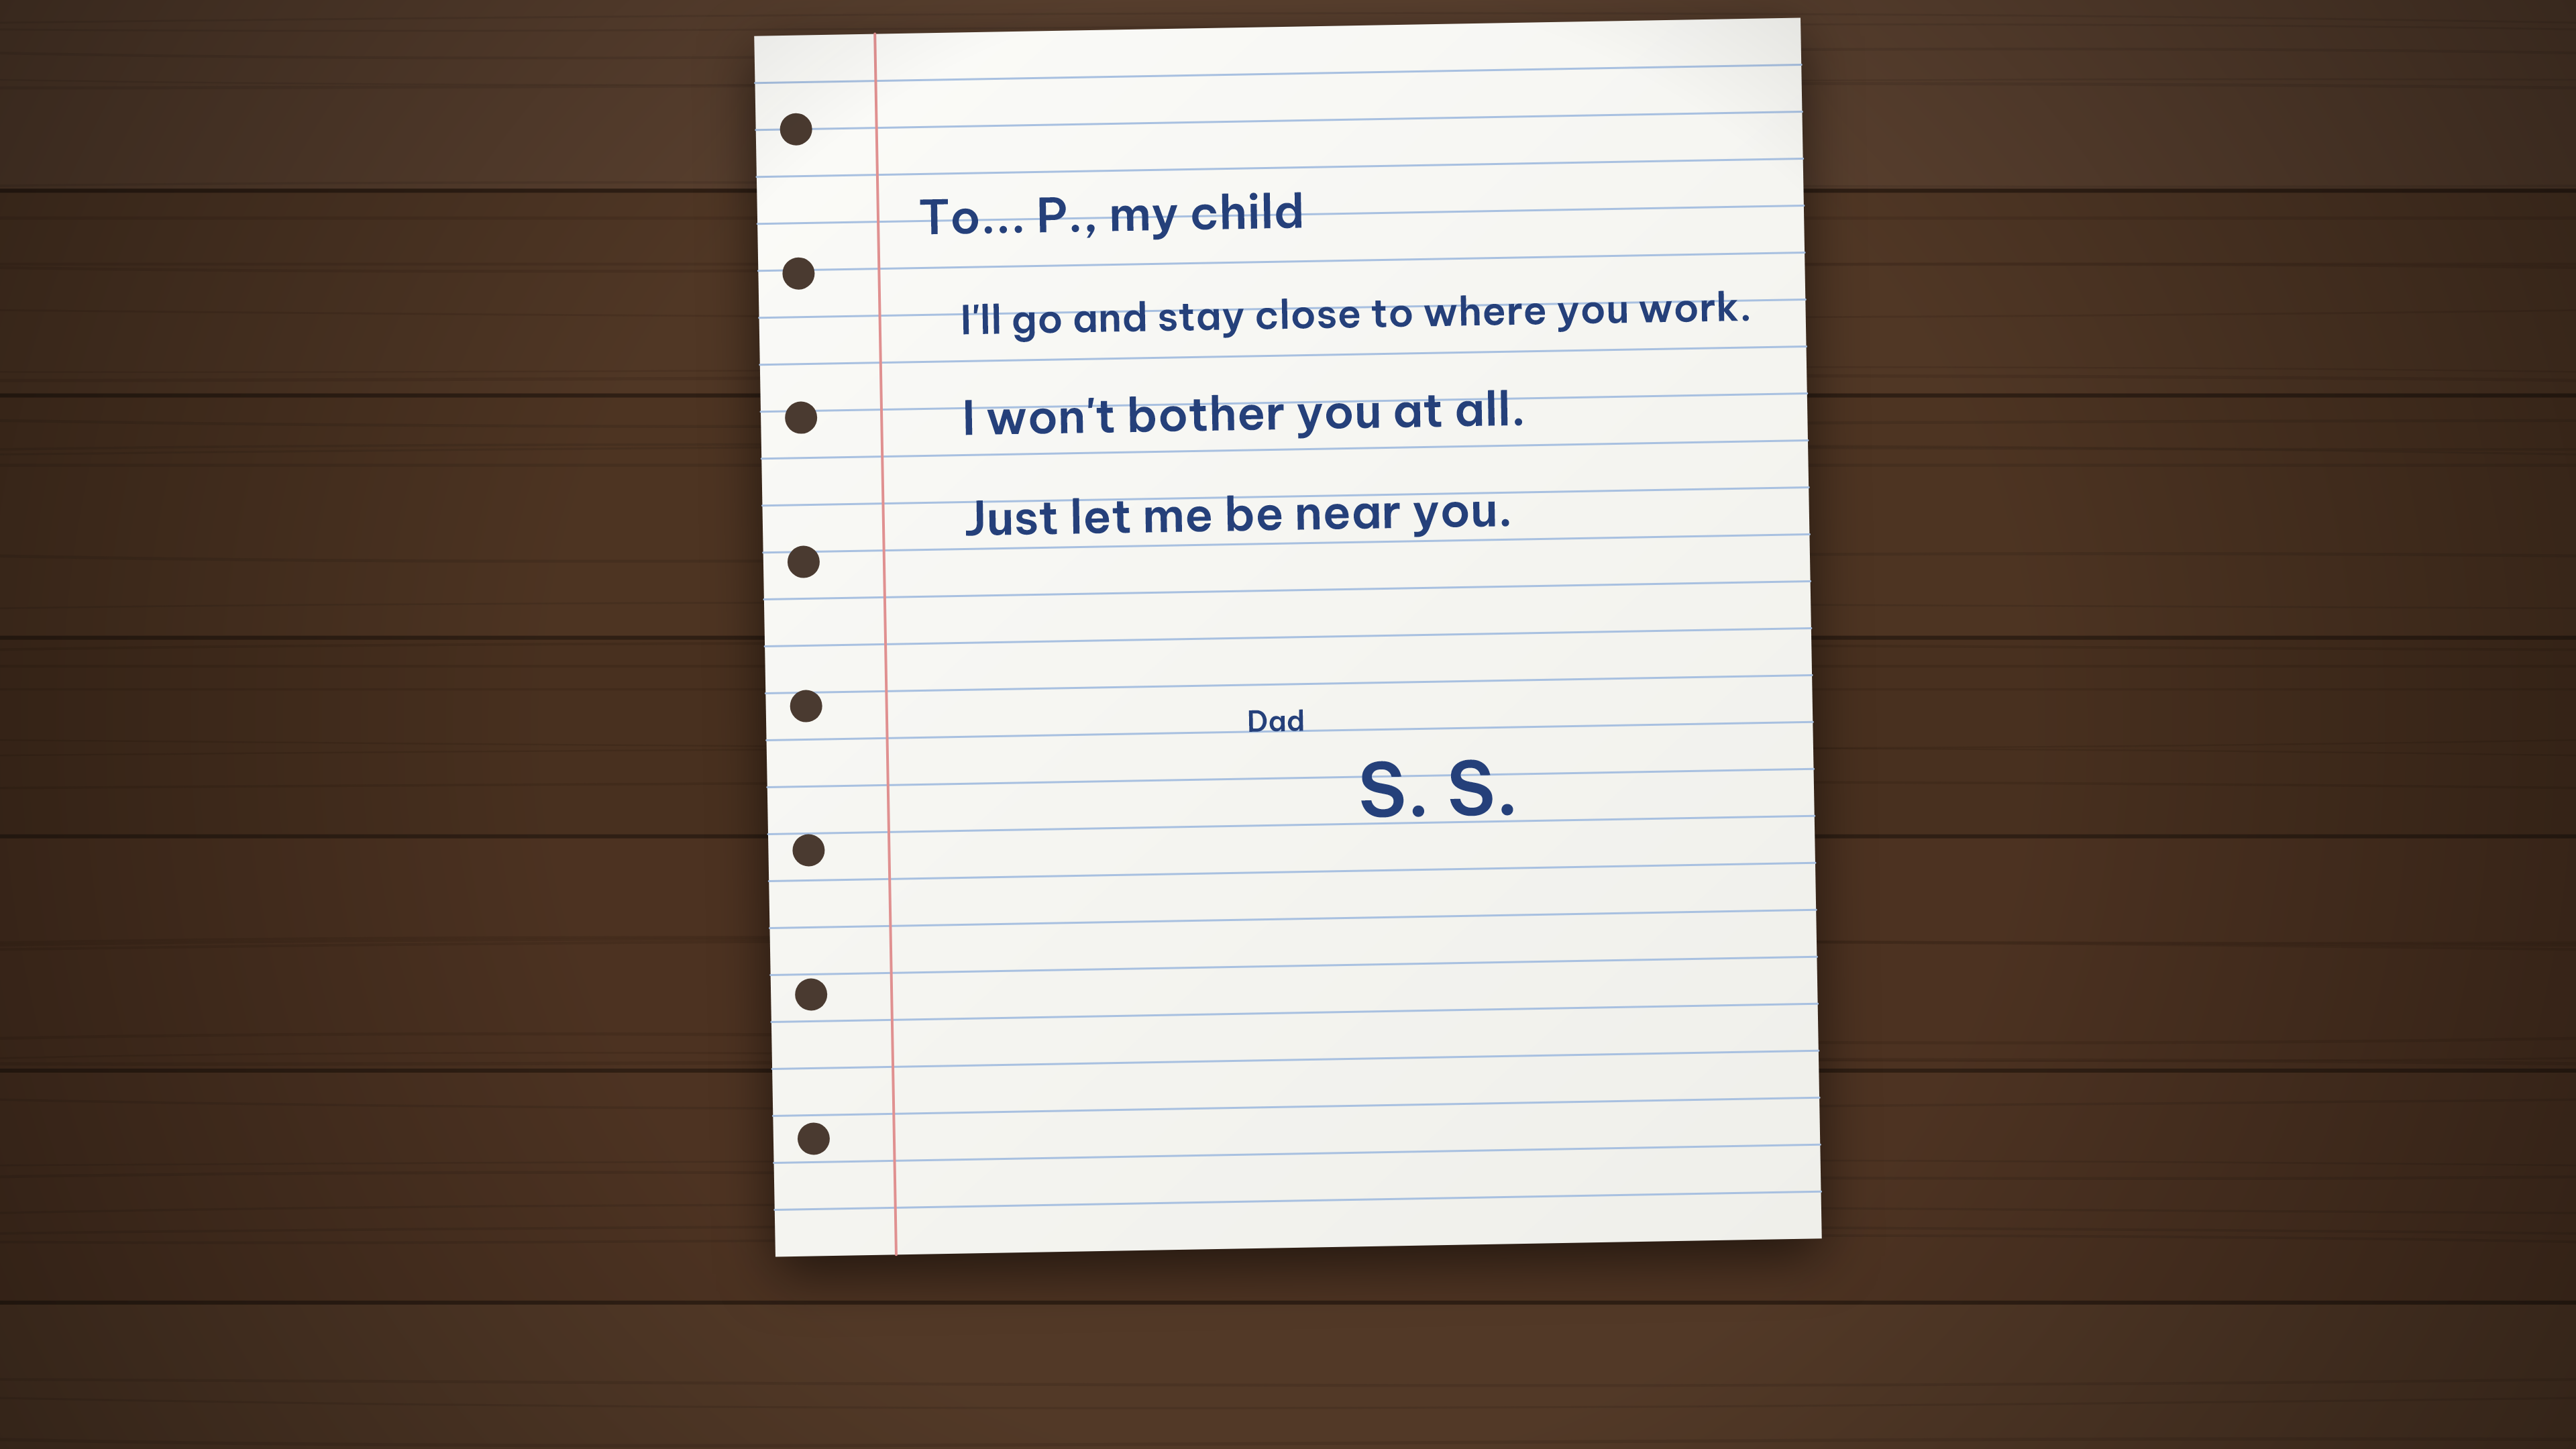 To... P., my child
I'll go and stay close to where you work.
I won't bother you at all.
Just let me be near you.
Dad
S. S.